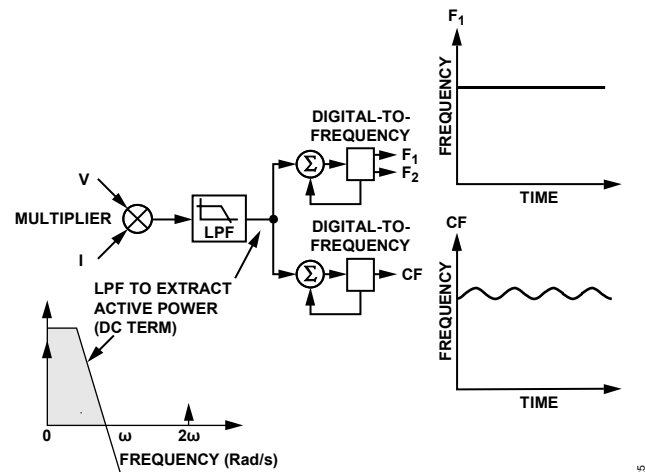 F1
FREQUENCY
TIME
DIGITAL-TO-
FREQUENCY
Σ
F1
F2
V
MULTIPLIER
I
LPF
DIGITAL-TO-
FREQUENCY
Σ
CF
LPF TO EXTRACT
ACTIVE POWER
(DC TERM)
CF
FREQUENCY
TIME
0
ω
2ω
FREQUENCY (Rad/s)
5